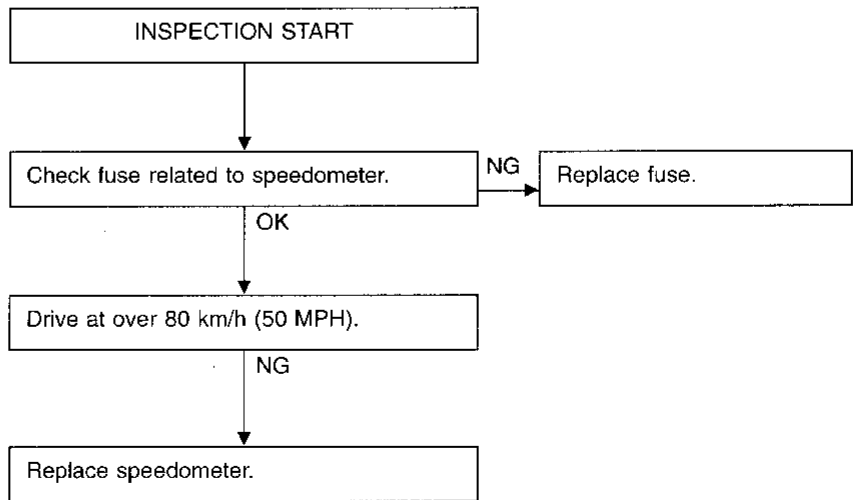 INSPECTION START
Check fuse related to speedometer.
NG
Replace fuse.
OK
Drive at over 80 km/h (50 MPH).
NG
Replace speedometer.